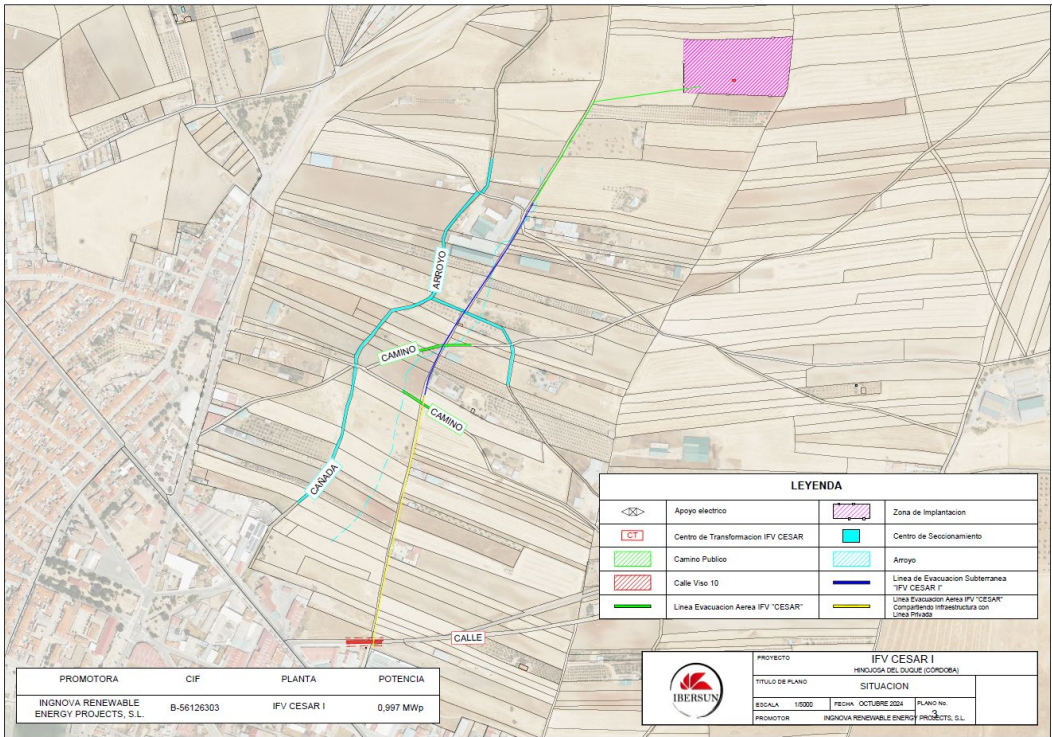 ARROYO
CAMINO
CAMINO
CAÑADA
CALLE
LEYENDA
Apoyo electrico
Zona de Implantacion
CT
Centro de Transformacion IFV CESAR
Centro de Seccionamiento
Camino Publico
Arroyo
Calle Viso 10
Linea de Evacuacion Subterranea
"IFV CESAR I"
Linea Evacuacion Aerea IFV "CESAR"
Linea Evacuacion Aerea IFV "CESAR"
Compartiendo Infraestructura con
Linea Privada
PROMOTORA CIF PLANTA POTENCIA
INGNOVA RENEWABLE
ENERGY PROJECTS, S.L.
B-56126303 IFV CESAR I 0,997 MWp
IBERSUN
PROYECTO
IFV CESAR I
HINOJOSA DEL DUQUE (CÓRDOBA)
TITULO DE PLANO
SITUACION
ESCALA 1/5000 FECHA OCTUBRE 2024 PLANO No.
3
PROMOTOR INGNOVA RENEWABLE ENERGY PROJECTS, S.L.